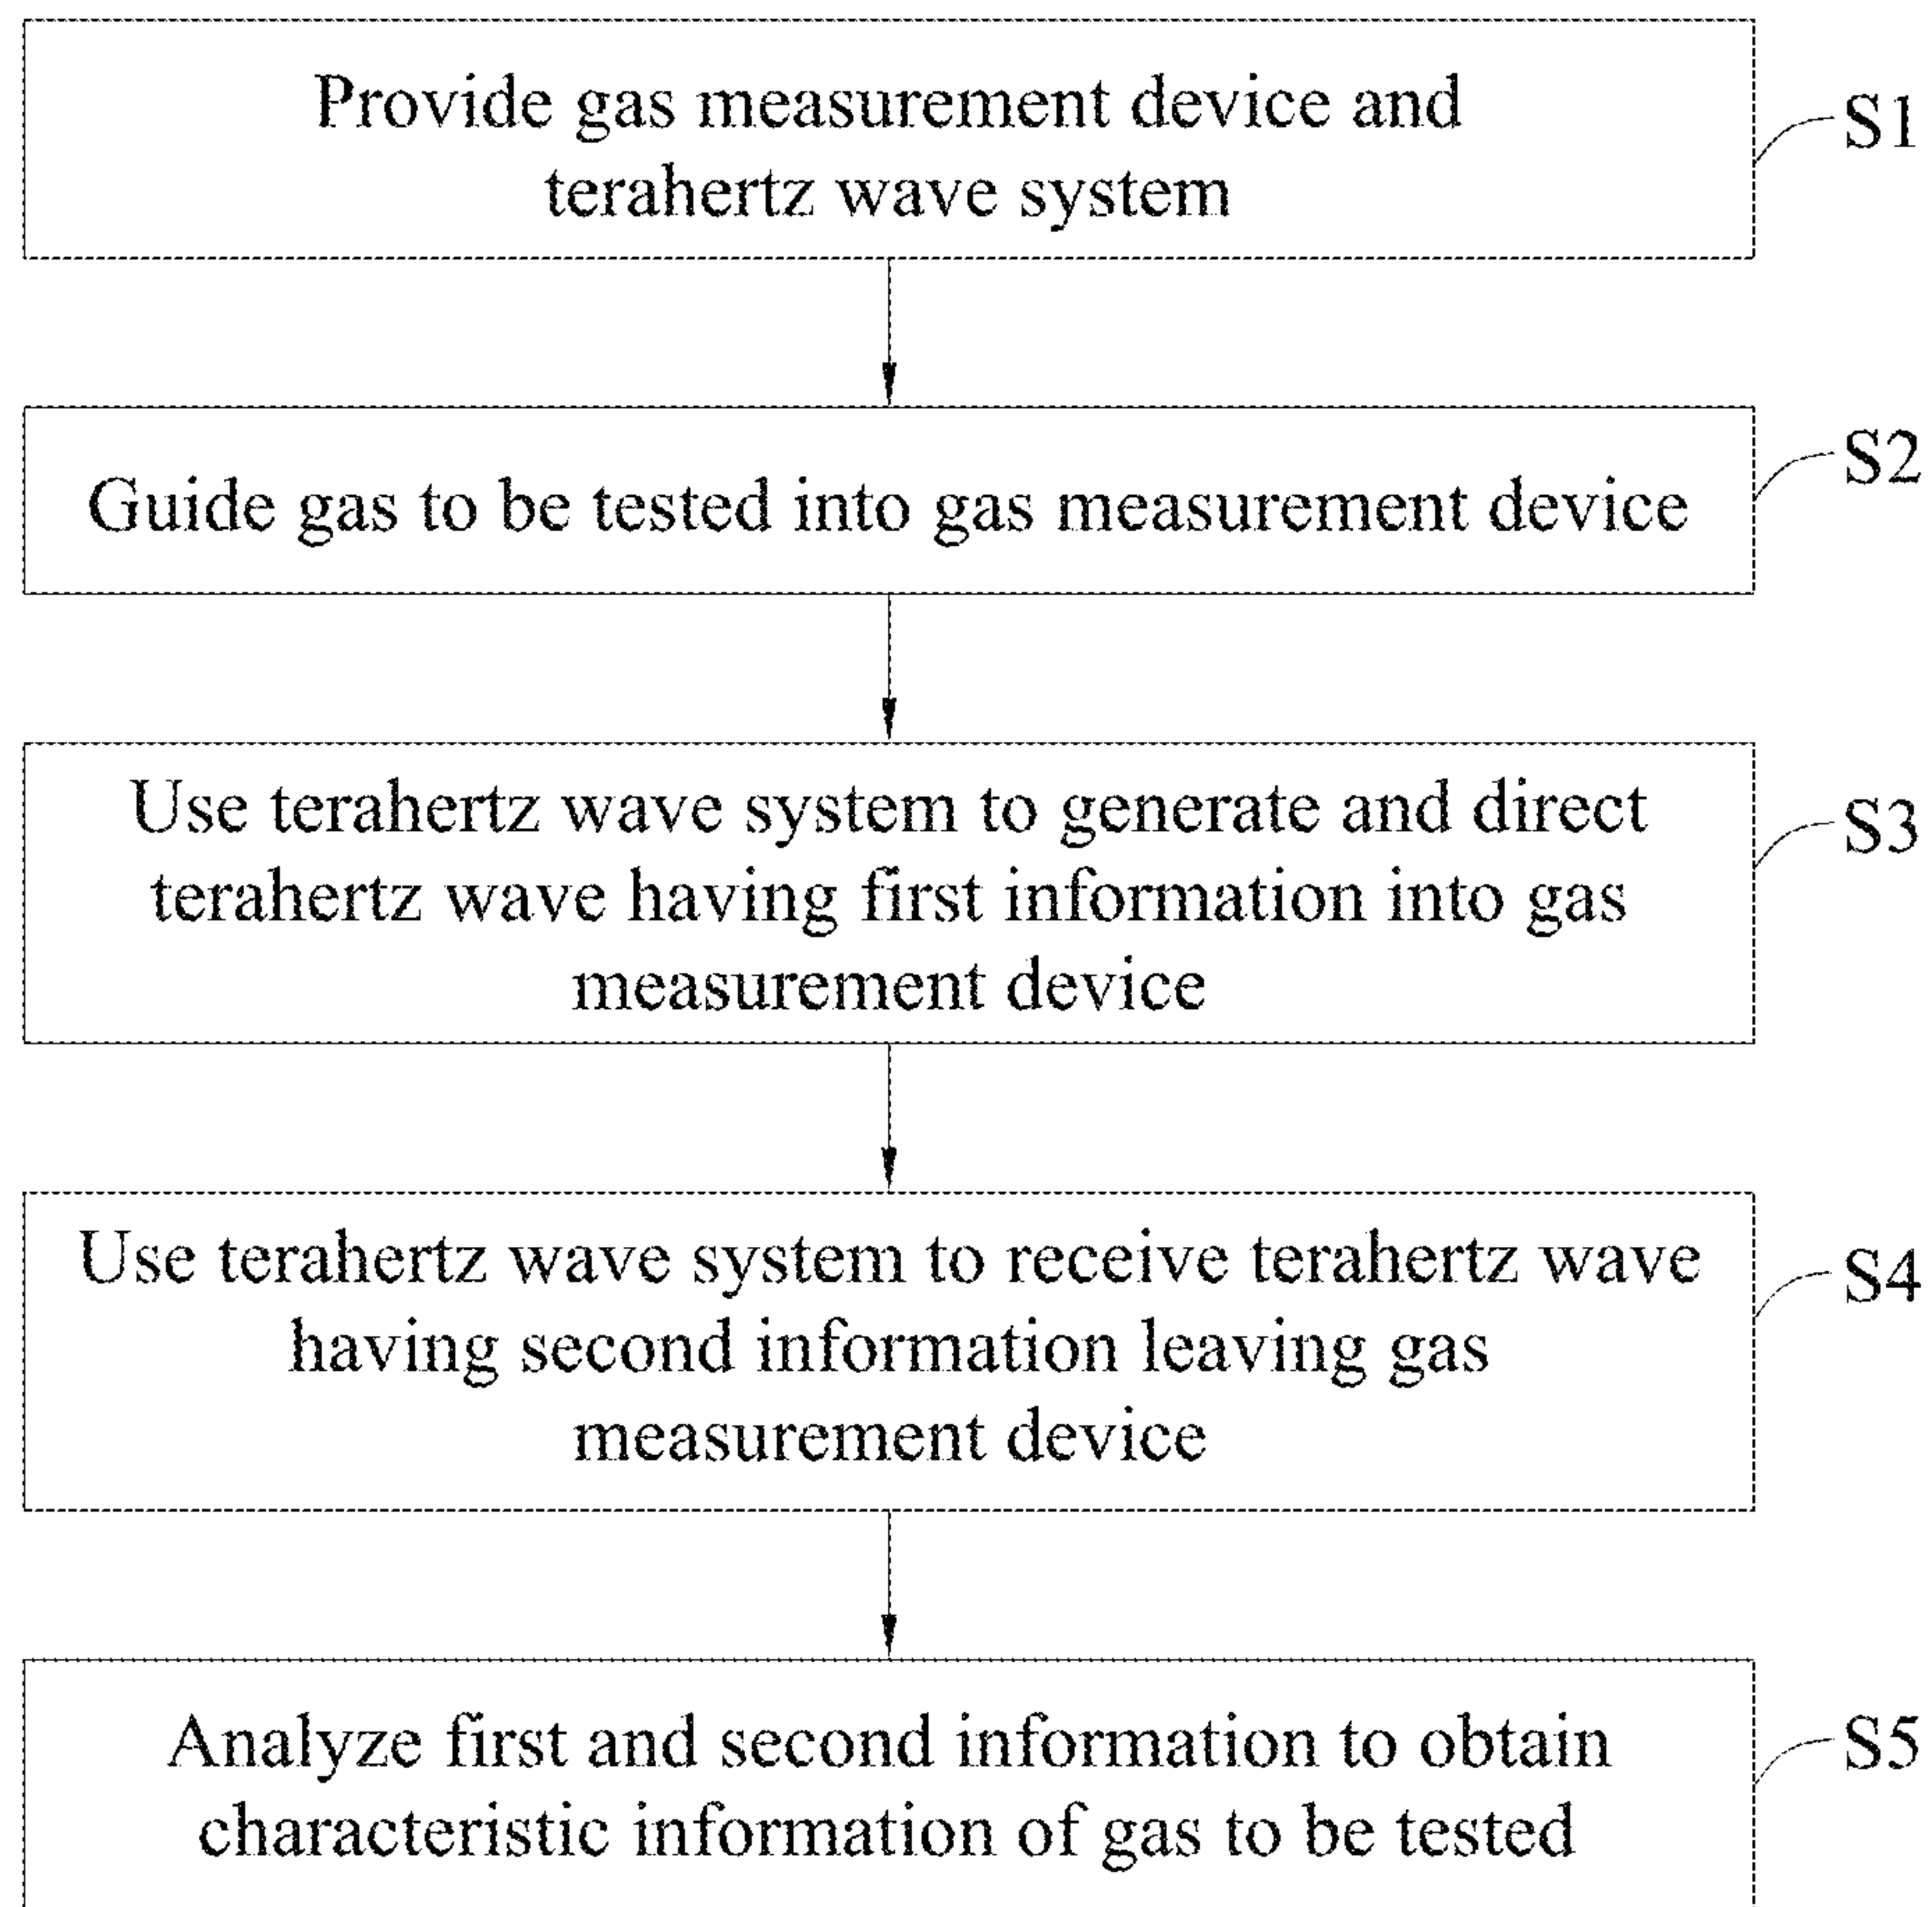 Provide gas measurement device and
terahertz wave system
S1
Guide gas to be tested into gas measurement device
S2
Use terahertz wave system to generate and direct
terahertz wave having first information into gas
measurement device
S3
Use terahertz wave system to receive terahertz wave
having second information leaving gas
measurement device
S4
Analyze first and second information to obtain
characteristic information of gas to be tested
S5